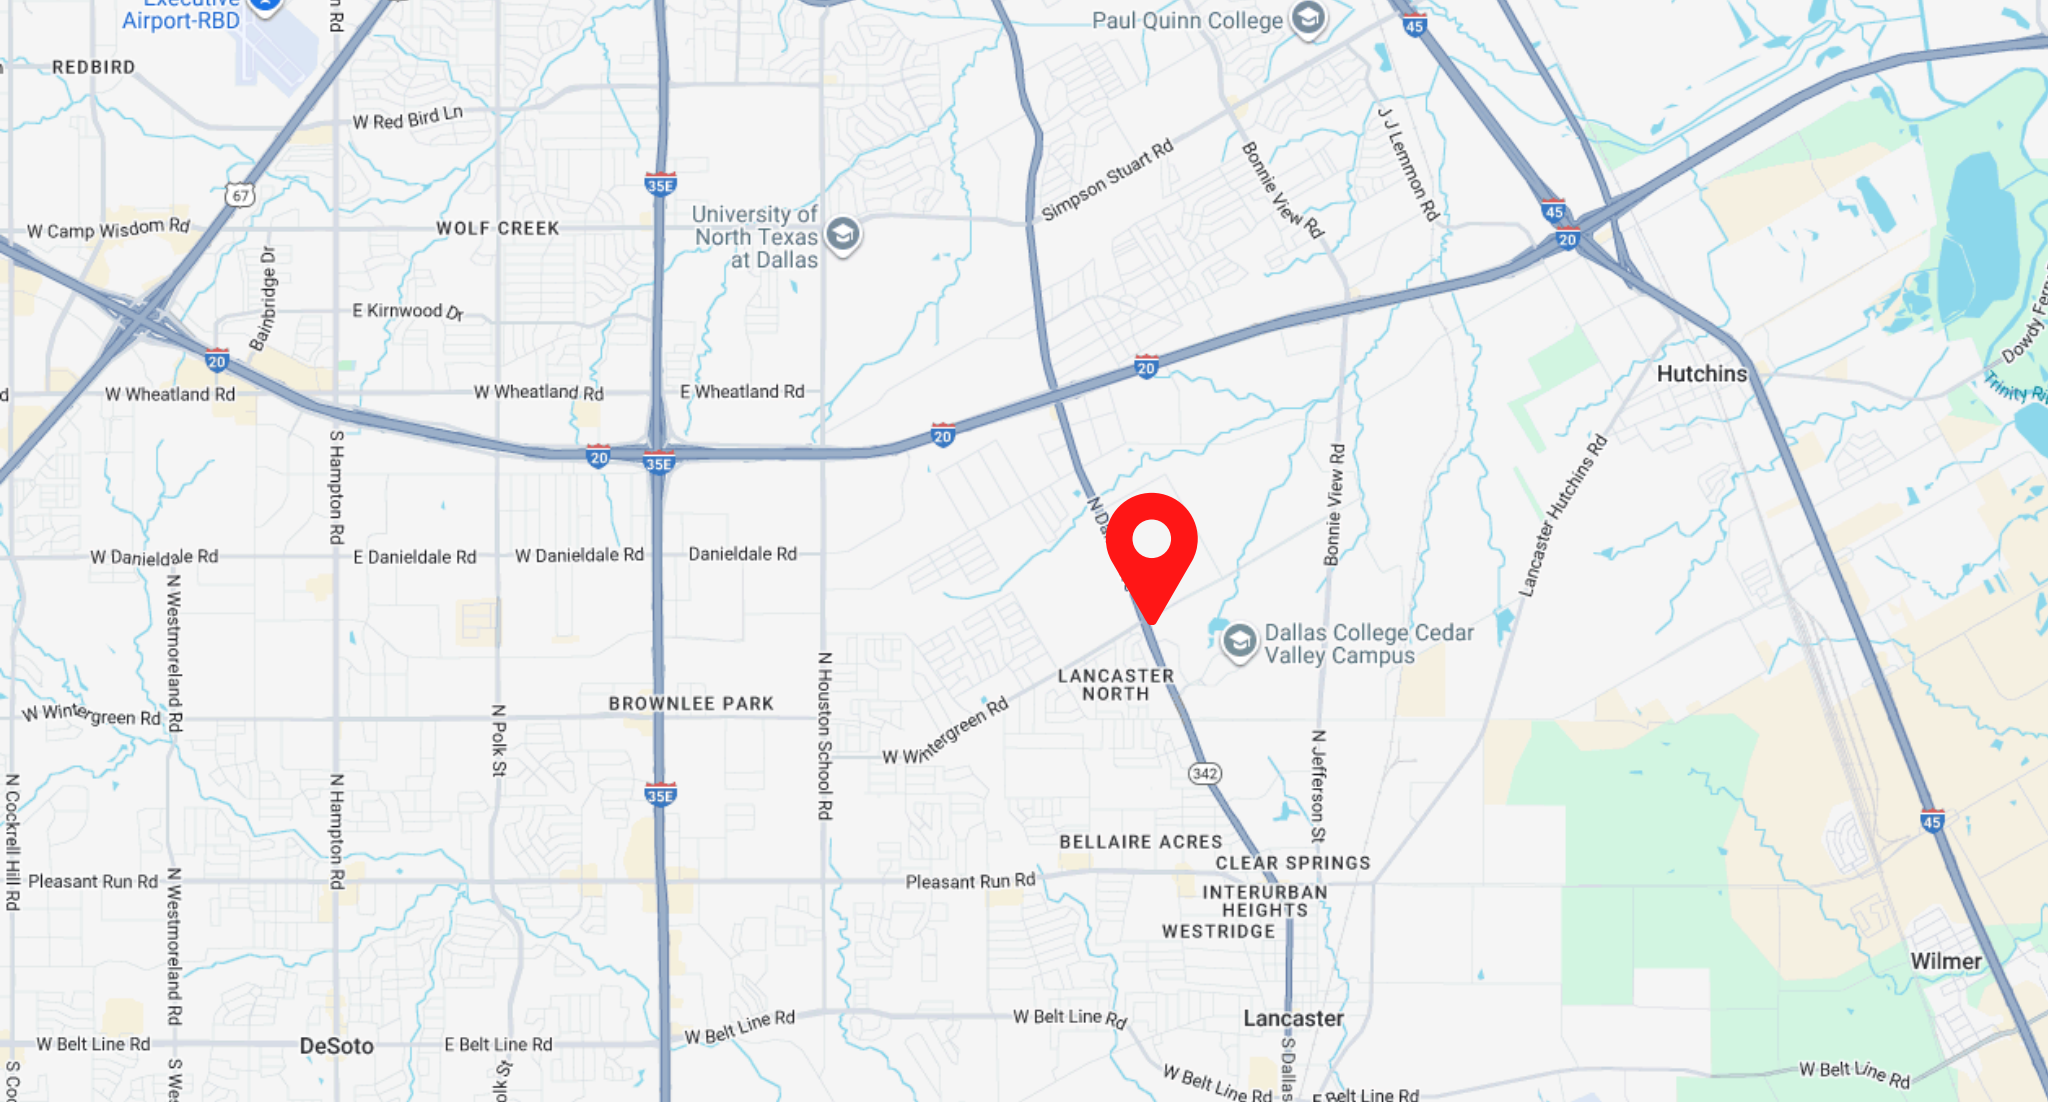 Executive
Airport-RBD
Paul Quinn College
45
REDBIRD
W Red Bird Ln
J J Lemmon Rd
Simpson Stuart Rd
Bonnie View Rd
67
35E
W Camp Wisdom Rd
WOLF CREEK
University of
North Texas
at Dallas
45
20
Bainbridge Dr
E Kirnwood Dr
20
20
Hutchins
Dowdy
Trinity
W Wheatland Rd
W Wheatland Rd
E Wheatland Rd
20
20
35E
S Hampton Rd
Bonnie View Rd
Lancaster Hutchins Rd
W Danieldale Rd
E Danieldale Rd
W Danieldale Rd
Danieldale Rd
N Westmoreland Rd
Dallas College Cedar
Valley Campus
LANCASTER
NORTH
N Houston School Rd
BROWNLEE PARK
W Wintergreen Rd
N Polk St
W Wintergreen Rd
342
N Jefferson St
35E
N Cockrell Hill Rd
N Hampton Rd
45
BELLAIRE ACRES
CLEAR SPRINGS
Pleasant Run Rd
Pleasant Run Rd
INTERURBAN
HEIGHTS
WESTRIDGE
N Westmoreland Rd
Wilmer
W Belt Line Rd
W Belt Line Rd
Lancaster
W Belt Line Rd
DeSoto
E Belt Line Rd
S Dallas
W Belt Line Rd
W Belt Line Rd
Belt Line Rd